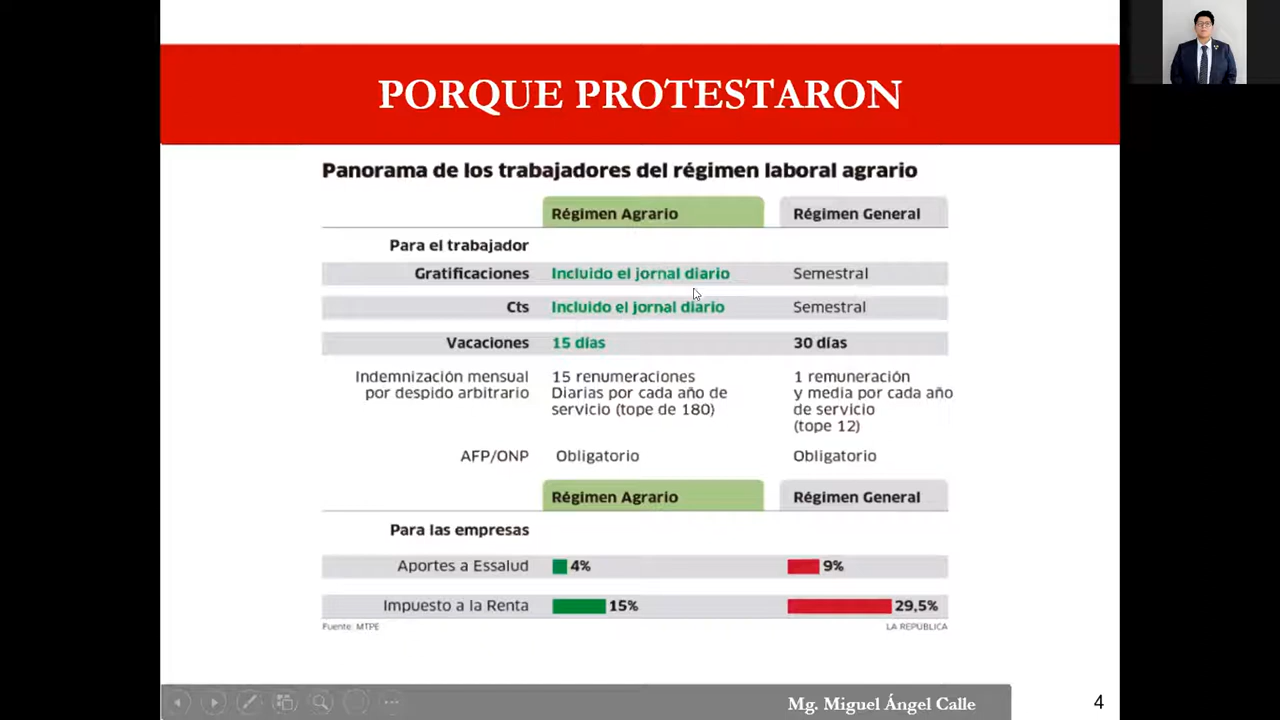 PORQUE PROTESTARON
Panorama de los trabajadores del régimen laboral agrario
Régimen Agrario
Régimen General
Para el trabajador
Gratificaciones
Incluido el jornal diario
Semestral
Cts
Incluido el jornal diario
Semestral
Vacaciones
15 días
30 días
Indemnización mensual
por despido arbitrario
15 renumeraciones
Diarias por cada año de
servicio (tope de 180)
1 remuneración
y media por cada año
de servicio
(tope 12)
AFP/ONP
Obligatorio
Obligatorio
Régimen Agrario
Régimen General
Para las empresas
Aportes a Essalud
4%
9%
Impuesto a la Renta
15%
29,5%
Fuente: MTPE
LA REPÚBLICA
Mg. Miguel Ángel Calle
4